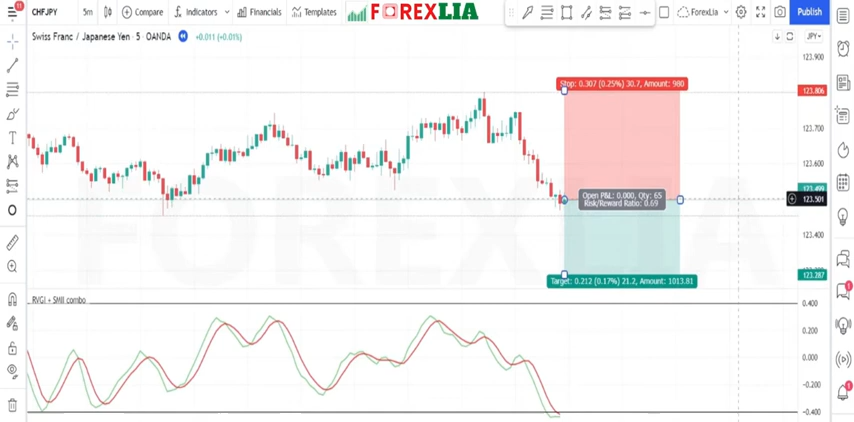 11
CHFJPY
5m
Compare
Indicators
Financials
Templates
FOREXLIA
ForexLia
Publish
Swiss Franc / Japanese Yen · 5 · OANDA
+0.011 (+0.01%)
JPY
123.900
Stop: 0.307 (0.25%) 30.7, Amount: 980
123.806
123.700
123.600
123.499
Open P&L: 0.000, Qty: 65
Risk/Reward Ratio: 0.69
123.501
123.400
FOREXLIA
Target: 0.212 (0.17%) 21.2, Amount: 1013.81
123.287
RVGI + SMII combo
0.400
0.200
0.000
-0.200
-0.400